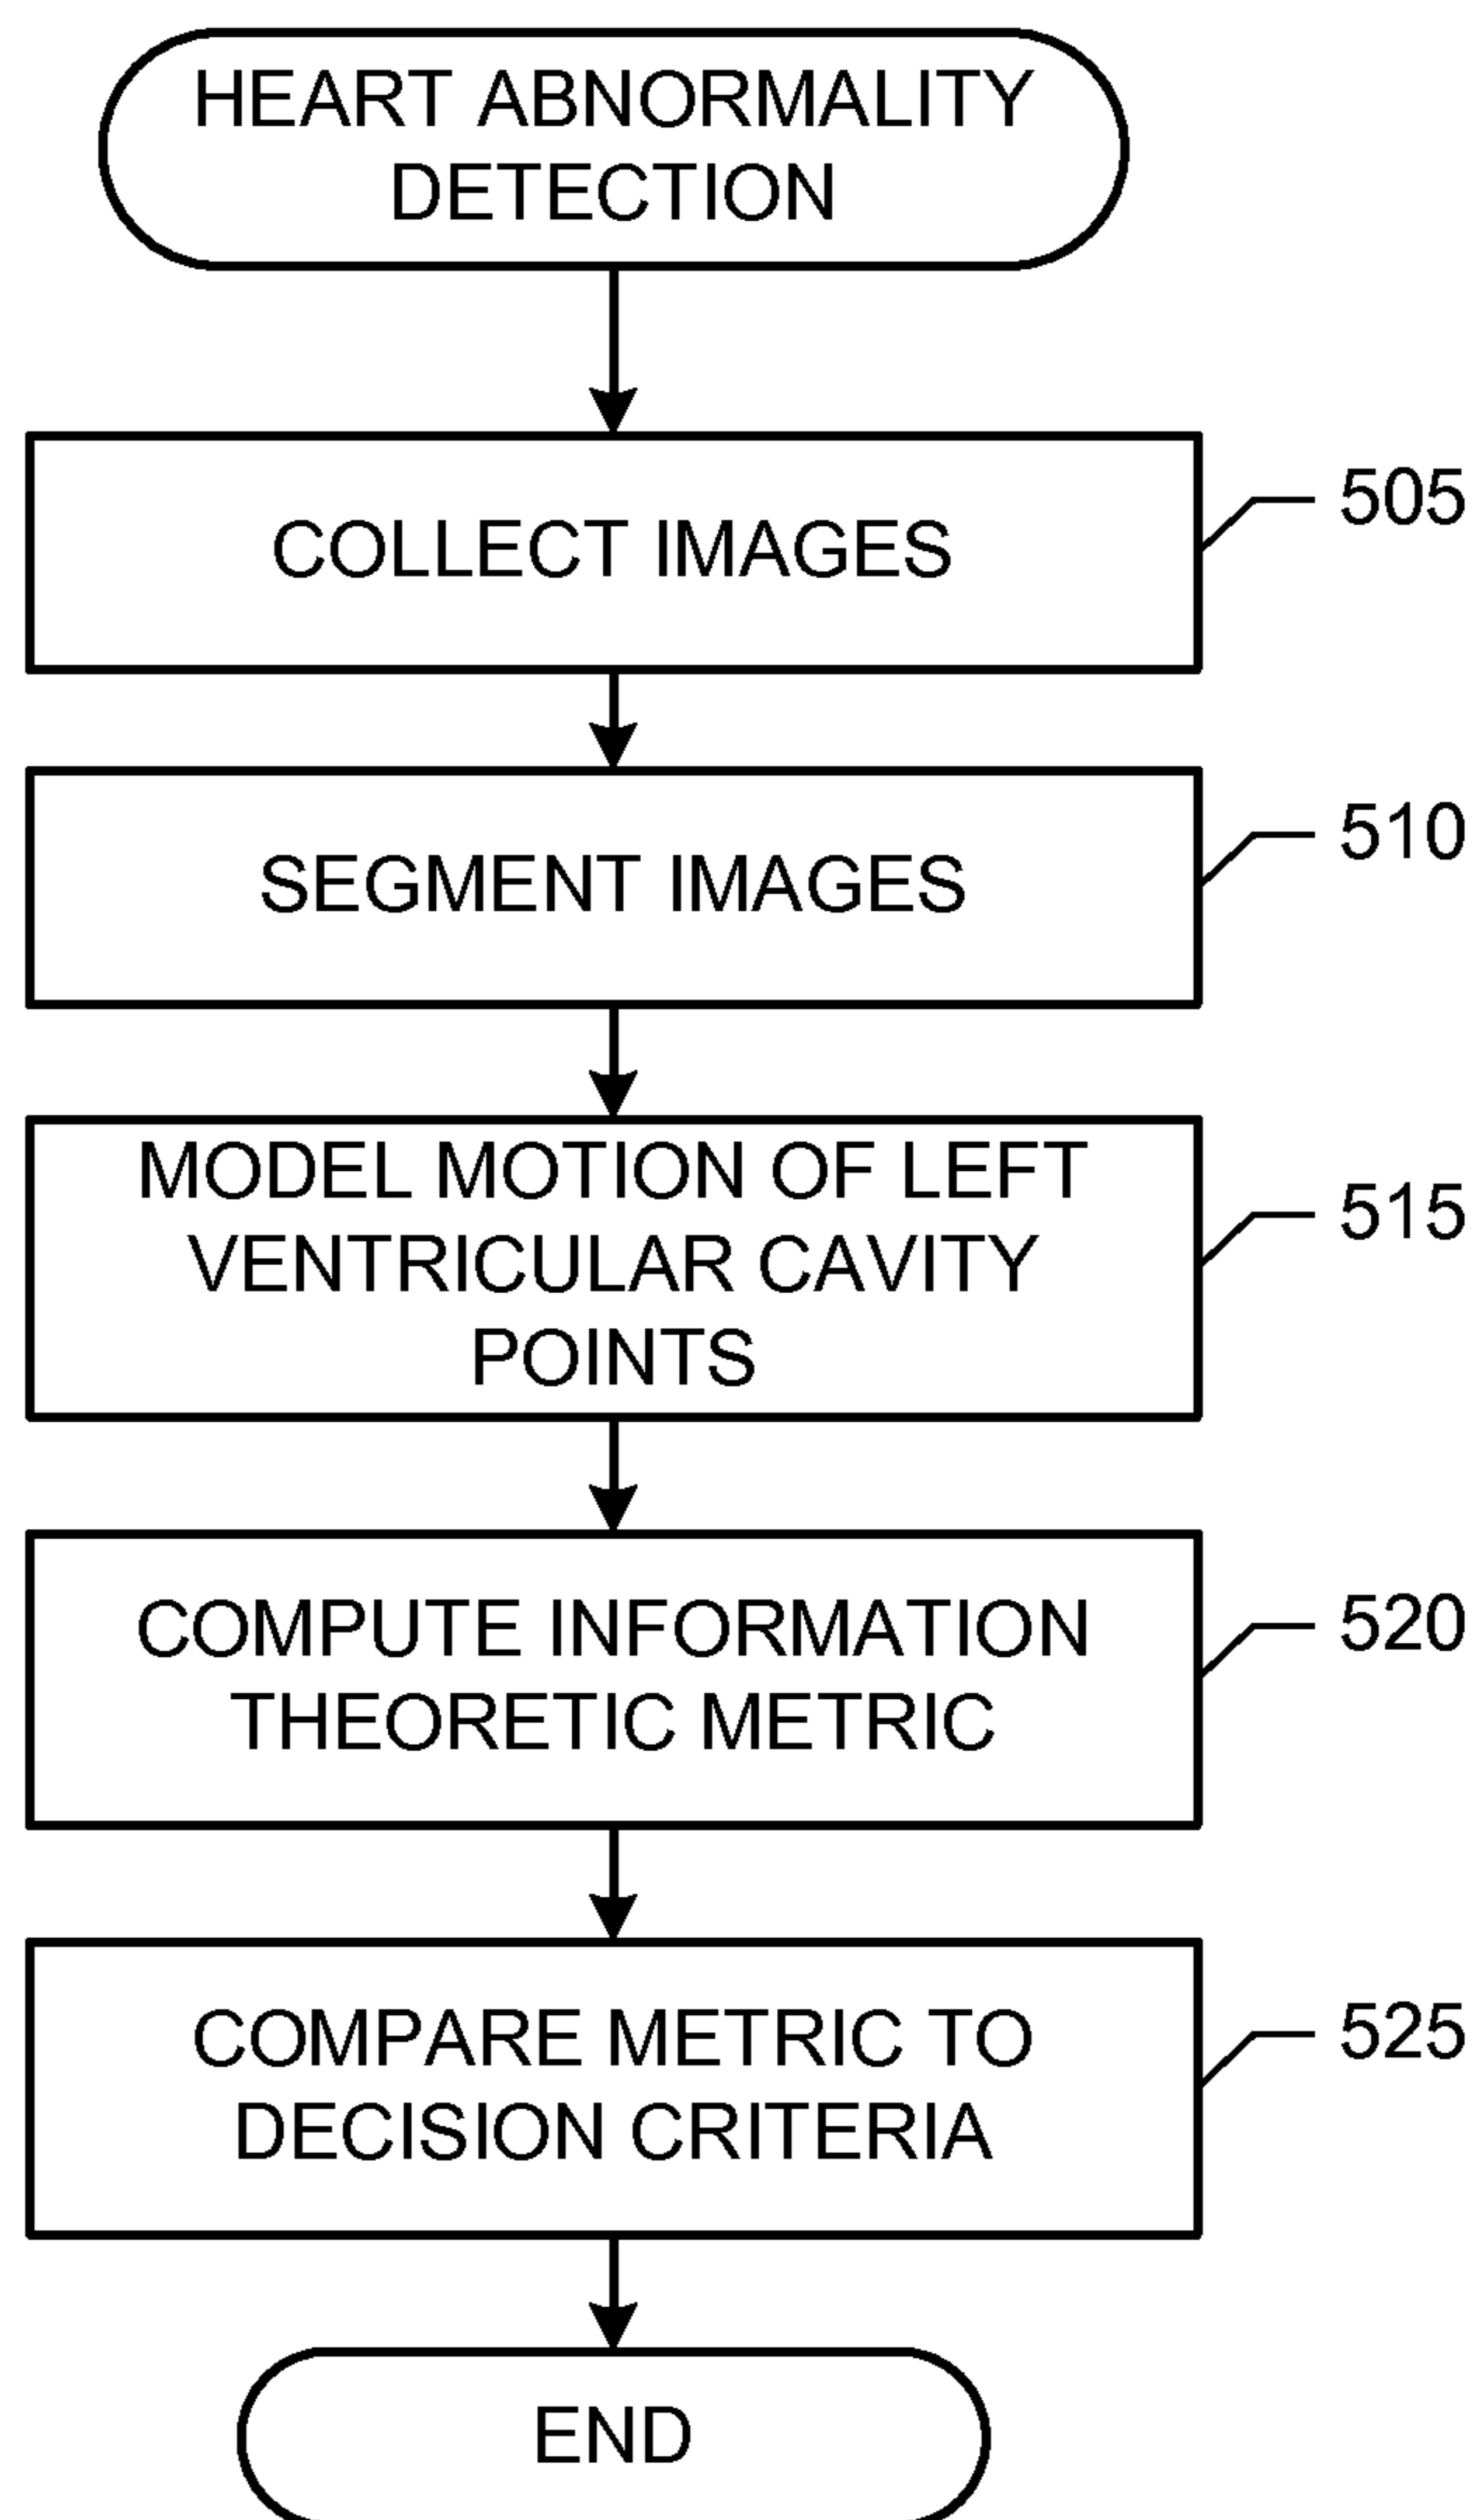 HEART ABNORMALITY
DETECTION
COLLECT IMAGES
505
SEGMENT IMAGES
510
MODEL MOTION OF LEFT
VENTRICULAR CAVITY
POINTS
515
COMPUTE INFORMATION
THEORETIC METRIC
520
COMPARE METRIC TO
DECISION CRITERIA
525
END